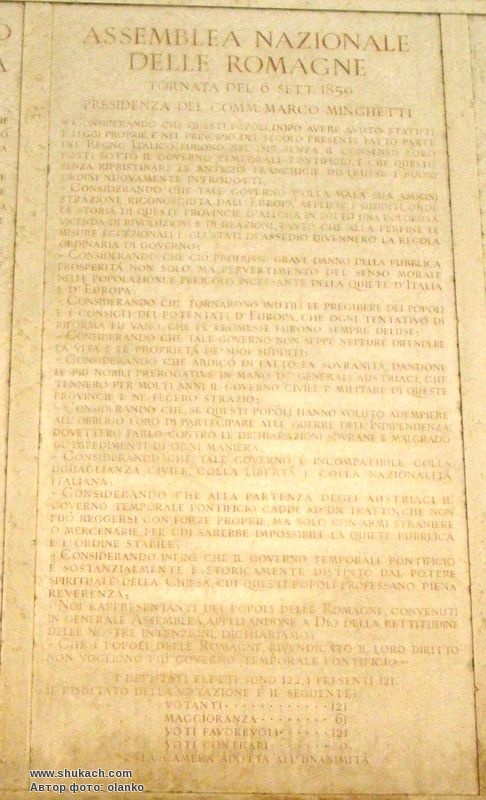 ASSEMBLEA NAZIONALE
DELLE ROMAGNE
TORNATA DEL 6 SETT. 1859
PRESIDENZA DEL COMM. MARCO MINGHETTI
« CONSIDERANDO CHE QUESTI POPOLI, DOPO AVERE AVUTO STATUTI
E LEGGI PROPRIE, E NEL PRINCIPIO DEL SECOLO PRESENTE FATTO PARTE
DEL REGNO ITALICO, FURONO NEL 1815, SENZA IL CONSENSO LORO
POSTI SOTTO IL GOVERNO TEMPORALE PONTIFICIO, E CHE QUESTO
SENZA RIPRISTINARE LE ANTICHE FRANCHIGIE, DISTRUSSE I BUONI
ORDINI NUOVAMENTE INTRODOTTI,
CONSIDERANDO CHE TALE GOVERNO COLLA MALA SUA AMMINI
STRAZIONE RICONOSCIUTA DALL'EUROPA AFFLISSE I SUDDITI, ONDE
LA STORIA DI QUESTE PROVINCIE D'ALLORA IN POI ED UNA DOLOROSA
VICENDA DI RIVOLUZIONI E DI REAZIONI, TANTO CHE ALLA PERFINE LE
MISURE ECCEZIONALI E GLI STATI DI ASSEDIO DIVENNERO LA REGOLA
ORDINARIA DI GOVERNO;
« CONSIDERANDO CHE CIÒ PRODUSSE GRAVE DANNO DELLA PUBBLICA
PROSPERITÀ NON SOLO, MA PERVERTIMENTO DEL SENSO MORALE
NELLE POPOLAZIONI E PERICOLO INCESSANTE DELLA QUIETE D'ITALIA
E D'EUROPA;
« CONSIDERANDO CHE TORNARONO INUTILI LE PREGHIERE DEI POPOLI
E I CONSIGLI DEI POTENTATI D'EUROPA, CHE OGNI TENTATIVO DI
RIFORMA FU VANO; CHE LE PROMESSE FURONO SEMPRE DELUSE;
« CONSIDERANDO CHE TALE GOVERNO NON SEPPE NEPPURE DIFENDERE
LA VITA E LE PROPRIETÀ DE' SUOI SUDDITI;
« CONSIDERANDO CHE ABDICÒ DI FATTO LA SOVRANITÀ, DANDONE
LE PIÙ NOBILI PREROGATIVE IN MANO DE' GENERALI AUSTRIACI, CHE
TENNERO PER MOLTI ANNI IL GOVERNO CIVILE E MILITARE DI QUESTE
PROVINCIE E NE FECERO STRAZIO;
« CONSIDERANDO CHE, SE QUESTI POPOLI HANNO VOLUTO ADEMPIERE
ALL'OBBLIGO LORO DI PARTECIPARE ALLE GUERRE DELL'INDIPENDENZA
DOVETTERO FARLO CONTRO LE DICHIARAZIONI SOVRANE E MALGRADO
GL'IMPEDIMENTI DI OGNI MANIERA;
« CONSIDERANDO CHE TALE GOVERNO È INCOMPATIBILE COLLA
UGUAGLIANZA CIVILE, COLLA LIBERTÀ E COLLA NAZIONALITÀ
ITALIANA;
« CONSIDERANDO CHE ALLA PARTENZA DEGLI AUSTRIACI IL
GOVERNO TEMPORALE PONTIFICIO CADDE AD UN TRATTO; CHE NON
PUÒ REGGERSI CON FORZE PROPRIE, MA SOLO CON ARMI STRANIERE
O MERCENARIE, PER CUI SAREBBE IMPOSSIBILE LA QUIETE PUBBLICA
E L'ORDINE STABILE;
« CONSIDERANDO INFINE CHE IL GOVERNO TEMPORALE PONTIFICIO
È SOSTANZIALMENTE E STORICAMENTE DISTINTO DAL POTERE
SPIRITUALE DELLA CHIESA, CUI QUESTI POPOLI PROFESSANO PIENA
REVERENZA;
« NOI RAPPRESENTANTI DEI POPOLI DELLE ROMAGNE, CONVENUTI
IN GENERALE ASSEMBLEA, APPELLANDONE A DIO DELLA RETTITUDINE
DELLE NOSTRE INTENZIONI, DICHIARIAMO:
« CHE I POPOLI DELLE ROMAGNE, RIVENDICATO IL LORO DIRITTO
NON VOGLIONO PIÙ GOVERNO TEMPORALE PONTIFICIO »
I DEPUTATI ELETTI SONO 122, I PRESENTI 121
IL RISULTATO DELLA VOTAZIONE È IL SEGUENTE:
VOTANTI · · · · · · · · · · · 121
MAGGIORANZA · · · · · · · · 61
VOTI FAVOREVOLI · · · · · · 121
VOTI CONTRARI · · · · · · · 0
« LA CAMERA ADOTTA ALL'UNANIMITÀ
www.shukach.com
Автор фото: olanko